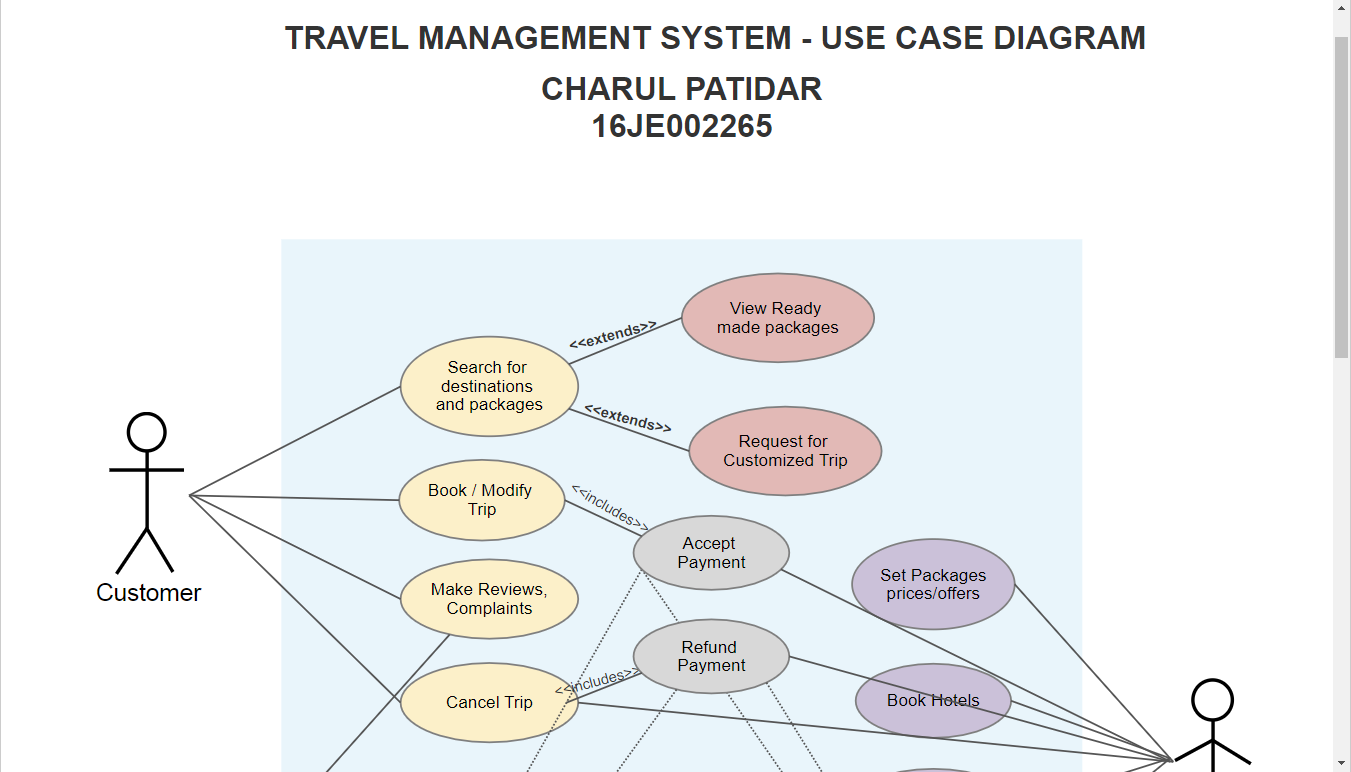 TRAVEL MANAGEMENT SYSTEM - USE CASE DIAGRAM
CHARUL PATIDAR
16JE002265
View Ready
made packages
<<extends>>
Search for
destinations
and packages
<<extends>>
Request for
Customized Trip
Book / Modify
Trip
<<includes>>
Accept
Payment
Set Packages
prices/offers
Make Reviews,
Complaints
Customer
Refund
Payment
<<includes>>
Cancel Trip
Book Hotels